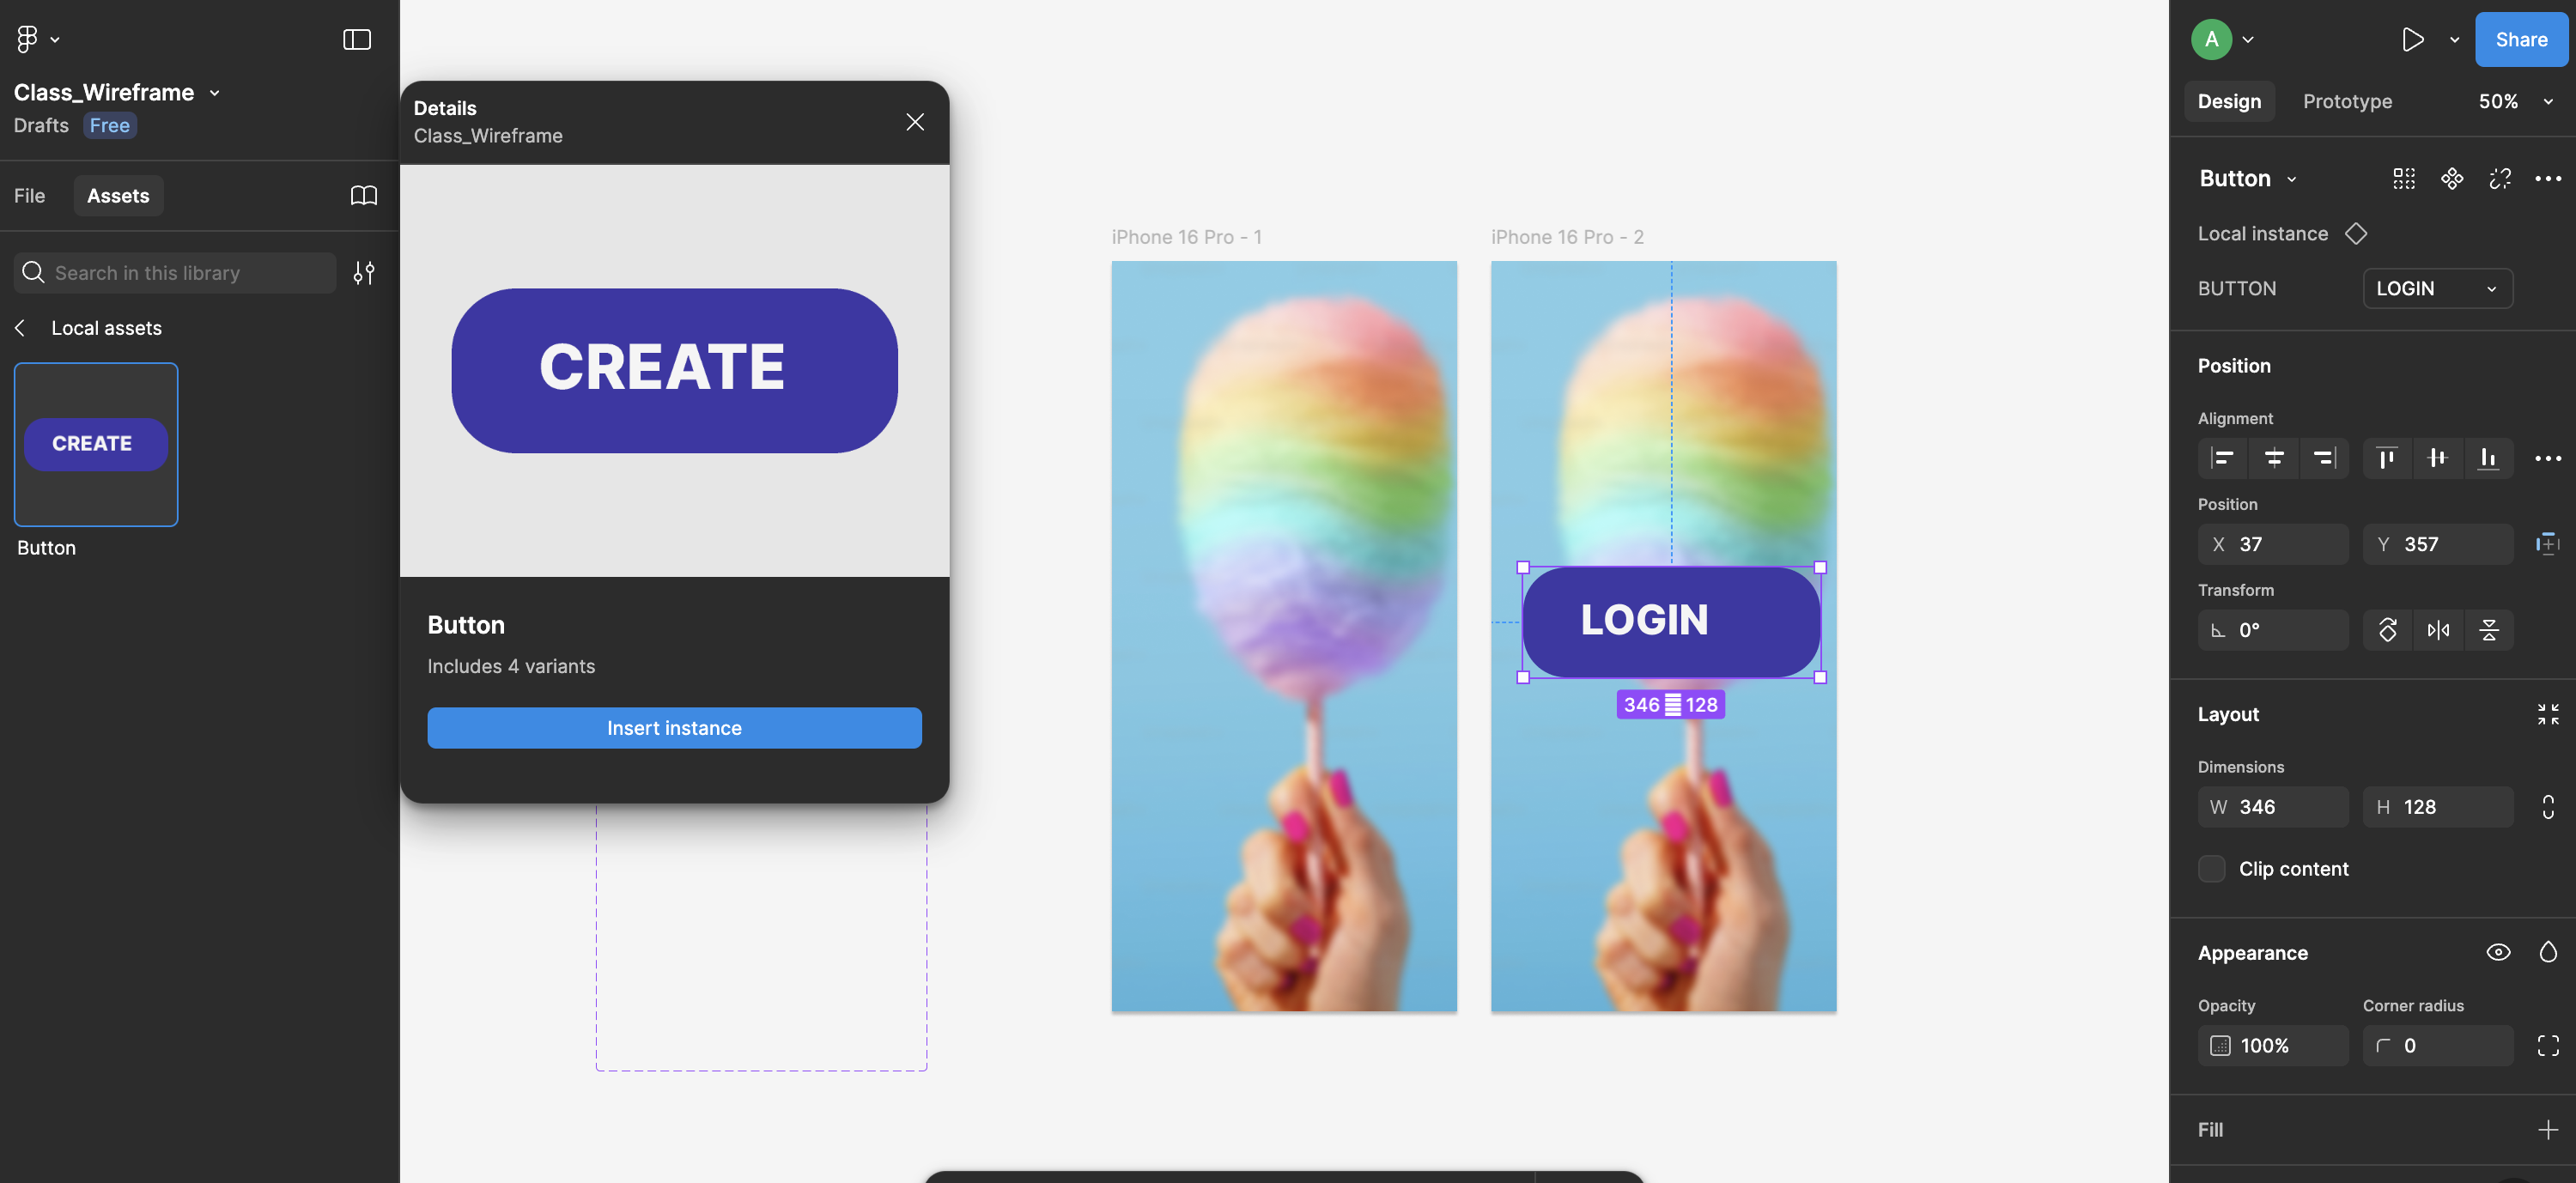 Class_Wireframe
Drafts Free
File Assets
Search in this library
Local assets
CREATE
Button
Details
Class_Wireframe
CREATE
Button
Includes 4 variants
Insert instance
iPhone 16 Pro - 1
iPhone 16 Pro - 2
LOGIN
346 128
A
Share
Design Prototype 50%
Button
Local instance
BUTTON LOGIN
Position
Alignment
Position
X 37 Y 357
Transform
0°
Layout
Dimensions
W 346 H 128
Clip content
Appearance
Opacity Corner radius
100% 0
Fill